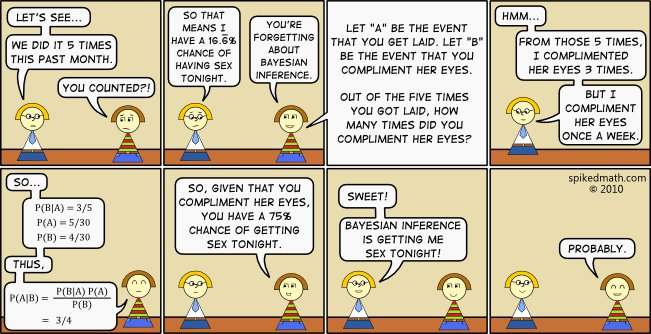 LET'S SEE...
WE DID IT 5 TIMES
THIS PAST MONTH.
YOU COUNTED?!
SO THAT
MEANS I
HAVE A 16.6̅%
CHANCE OF
HAVING SEX
TONIGHT.
YOU'RE
FORGETTING
ABOUT
BAYESIAN
INFERENCE.
LET "A" BE THE EVENT
THAT YOU GET LAID. LET "B"
BE THE EVENT THAT YOU
COMPLIMENT HER EYES.
OUT OF THE FIVE TIMES
YOU GOT LAID, HOW
MANY TIMES DID YOU
COMPLIMENT HER EYES?
HMM...
FROM THOSE 5 TIMES,
I COMPLIMENTED
HER EYES 3 TIMES.
BUT I
COMPLIMENT
HER EYES
ONCE A WEEK.
SO...
P(B|A) = 3/5
P(A) = 5/30
P(B) = 4/30
THUS,
P(A|B) = P(B|A) P(A)
P(B)
= 3/4
SO, GIVEN THAT YOU
COMPLIMENT HER EYES,
YOU HAVE A 75%
CHANCE OF GETTING
SEX TONIGHT.
SWEET!
BAYESIAN INFERENCE
IS GETTING ME
SEX TONIGHT!
spikedmath.com
© 2010
PROBABLY.